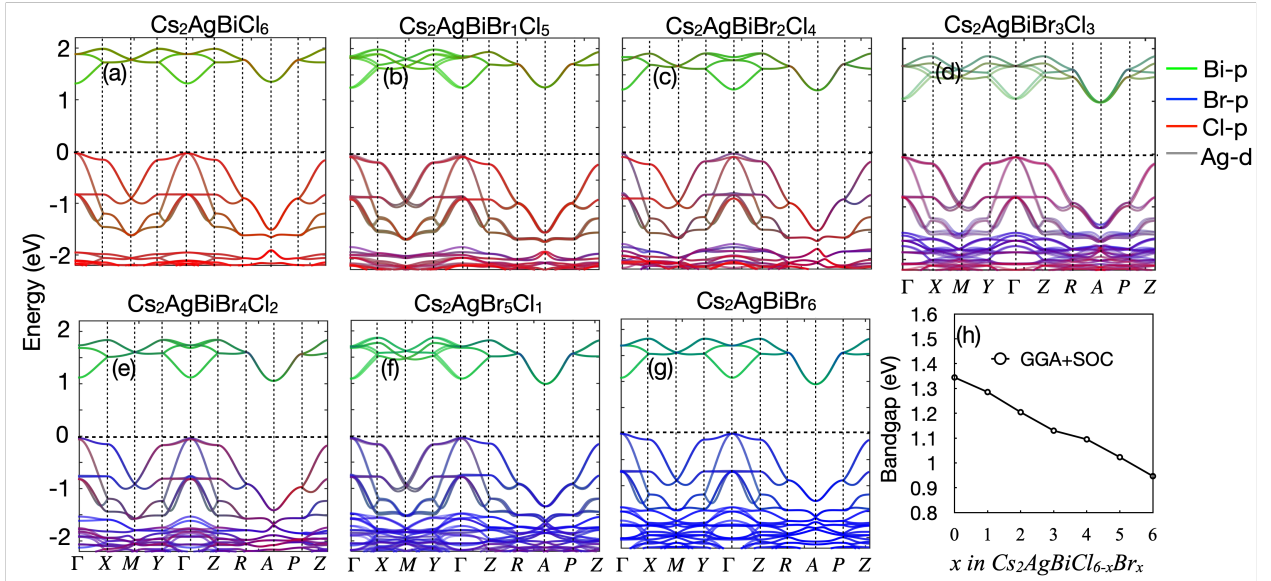 Cs₂AgBiCl₆
Cs₂AgBiBr₁Cl₅
Cs₂AgBiBr₂Cl₄
Cs₂AgBiBr₃Cl₃
2
1
0
-1
-2
Energy (eV)
(a)
(b)
(c)
(d)
Bi-p
Br-p
Cl-p
Ag-d
Γ X M Y Γ Z R A P Z
Cs₂AgBiBr₄Cl₂
Cs₂AgBr₅Cl₁
Cs₂AgBiBr₆
2
1
0
-1
-2
(e)
(f)
(g)
Γ X M Y Γ Z R A P Z
Γ X M Y Γ Z R A P Z
Γ X M Y Γ Z R A P Z
(h)
GGA+SOC
Bandgap (eV)
1.6
1.5
1.4
1.3
1.2
1.1
1
0.9
0.8
0 1 2 3 4 5 6
x in Cs₂AgBiCl₆₋ₓBrₓ